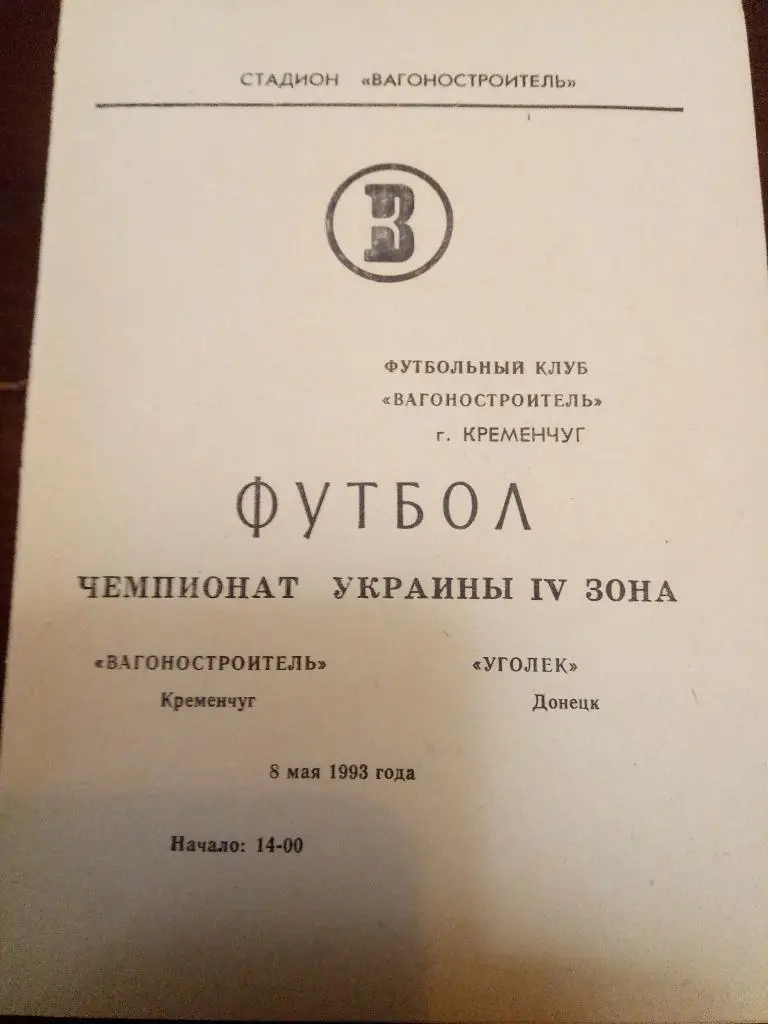 СТАДИОН «ВАГОНОСТРОИТЕЛЬ»
В
ФУТБОЛЬНЫЙ КЛУБ
«ВАГОНОСТРОИТЕЛЬ»
г. КРЕМЕНЧУГ
ФУТБОЛ
ЧЕМПИОНАТ УКРАИНЫ IV ЗОНА
«ВАГОНОСТРОИТЕЛЬ» «УГОЛЕК»
Кременчуг Донецк
8 мая 1993 года
Начало: 14-00